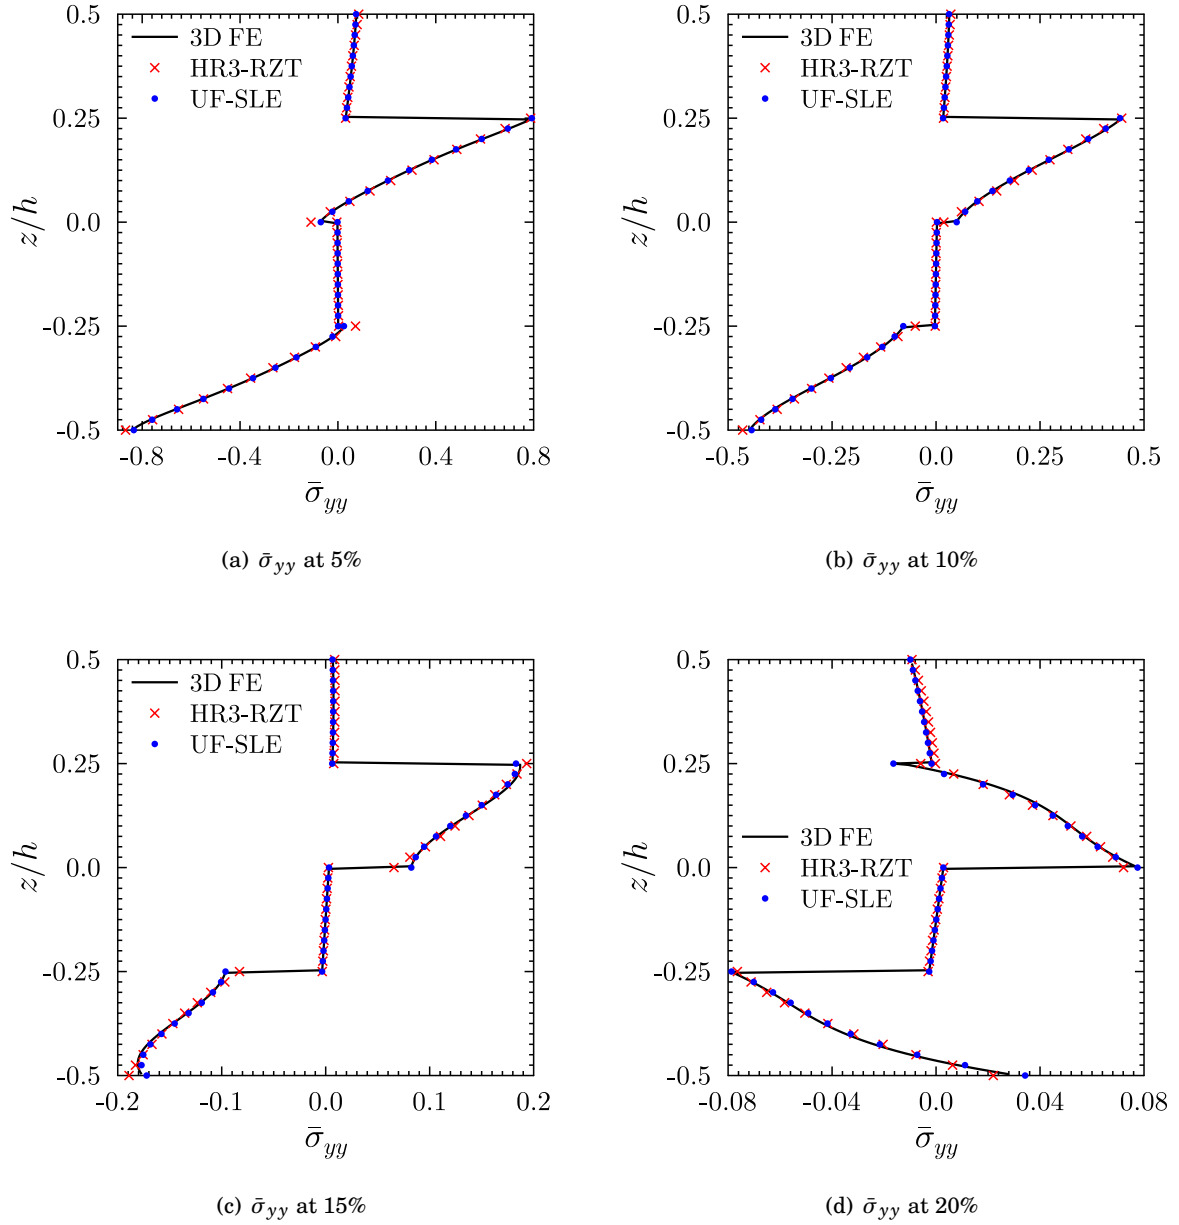 0.5
0.25
0.0
-0.25
-0.5
z/h
3D FE
HR3-RZT
UF-SLE
-0.8 -0.4 0.0 0.4 0.8
σ̄yy
(a) σ̄yy at 5%
0.5
0.25
0.0
-0.25
-0.5
z/h
3D FE
HR3-RZT
UF-SLE
-0.5 -0.25 0.0 0.25 0.5
σ̄yy
(b) σ̄yy at 10%
0.5
0.25
0.0
-0.25
-0.5
z/h
3D FE
HR3-RZT
UF-SLE
-0.2 -0.1 0.0 0.1 0.2
σ̄yy
(c) σ̄yy at 15%
0.5
0.25
0.0
-0.25
-0.5
z/h
3D FE
HR3-RZT
UF-SLE
-0.08 -0.04 0.0 0.04 0.08
σ̄yy
(d) σ̄yy at 20%